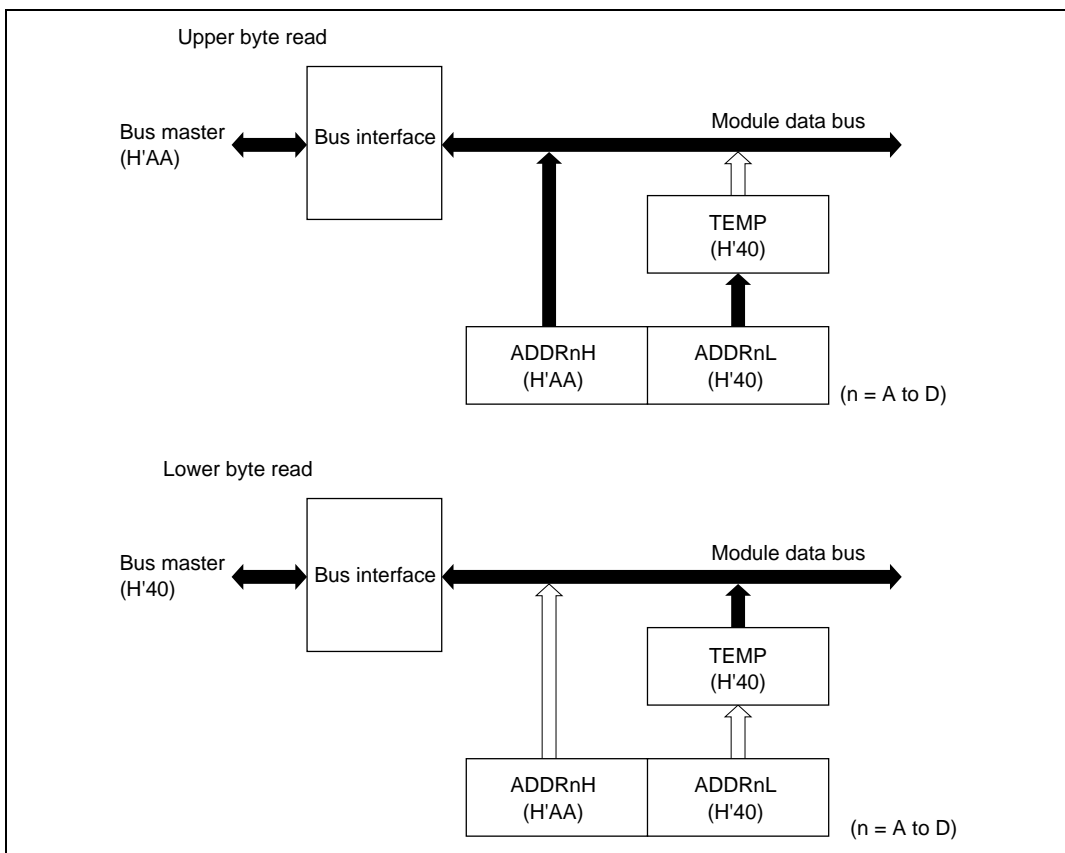 Upper byte read
Bus master
(H'AA)
Bus interface
Module data bus
TEMP
(H'40)
ADDRnH
(H'AA)
ADDRnL
(H'40)
(n = A to D)
Lower byte read
Bus master
(H'40)
Bus interface
Module data bus
TEMP
(H'40)
ADDRnH
(H'AA)
ADDRnL
(H'40)
(n = A to D)